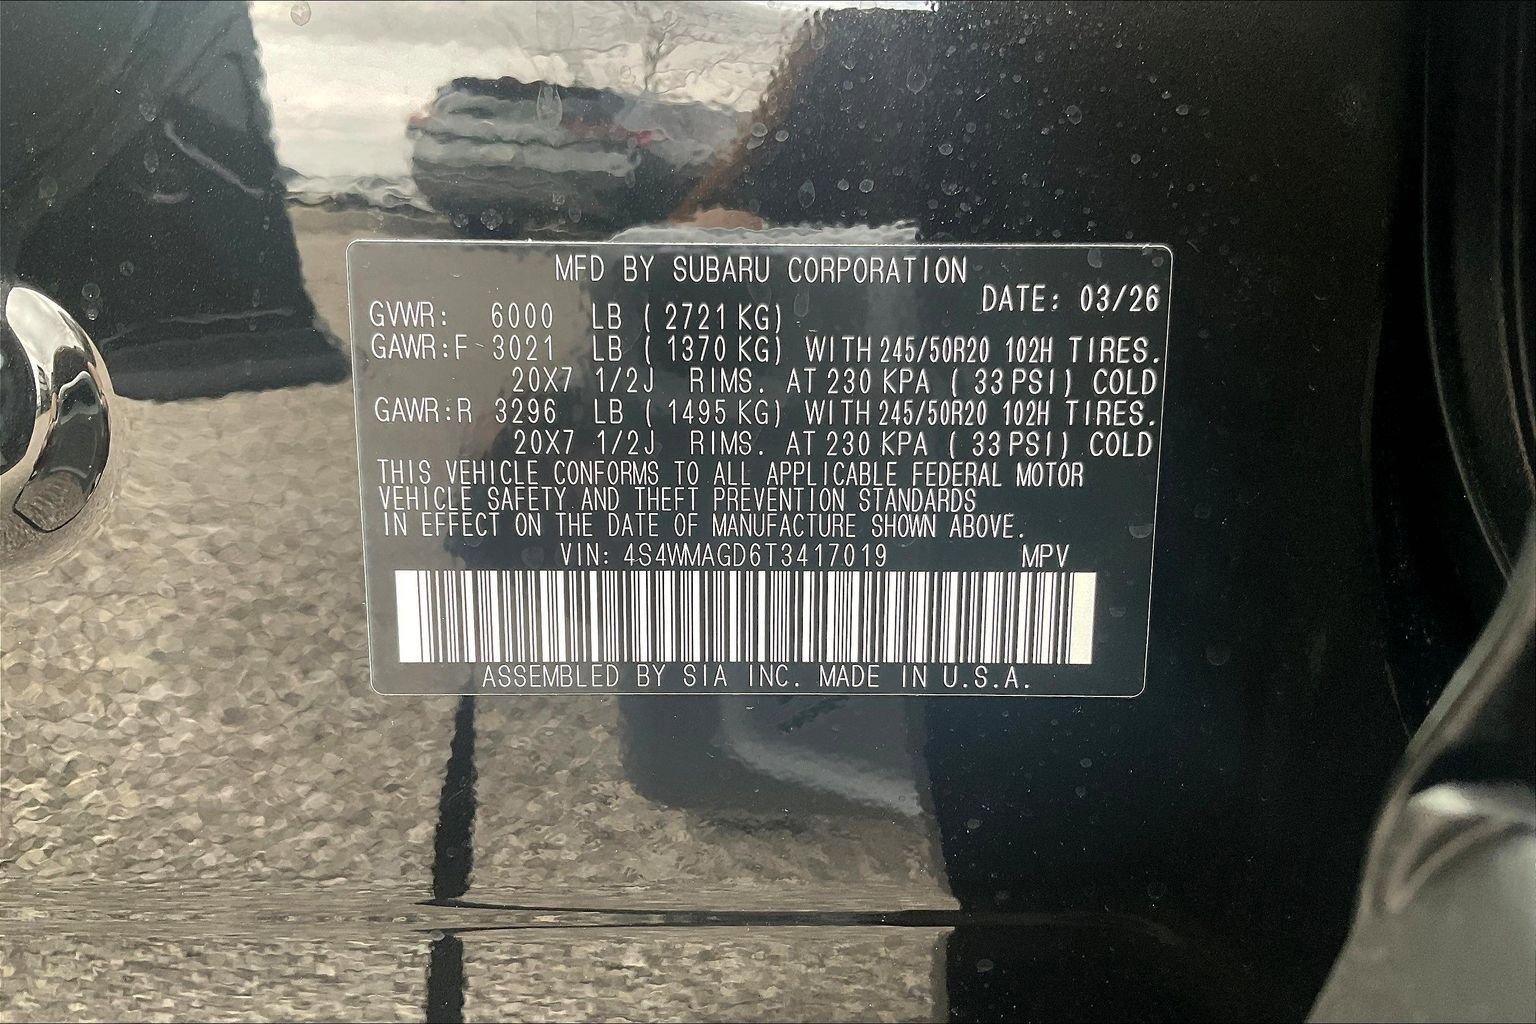 MFD BY SUBARU CORPORATION
DATE: 03/26
GVWR: 6000 LB ( 2721 KG)
GAWR:F 3021 LB ( 1370 KG) WITH 245/50R20 102H TIRES.
20X7 1/2J RIMS. AT 230 KPA ( 33 PSI) COLD
GAWR:R 3296 LB ( 1495 KG) WITH 245/50R20 102H TIRES.
20X7 1/2J RIMS. AT 230 KPA ( 33 PSI) COLD
THIS VEHICLE CONFORMS TO ALL APPLICABLE FEDERAL MOTOR
VEHICLE SAFETY AND THEFT PREVENTION STANDARDS
IN EFFECT ON THE DATE OF MANUFACTURE SHOWN ABOVE.
VIN: 4S4WMAGD6T3417019 MPV
ASSEMBLED BY SIA INC. MADE IN U.S.A.